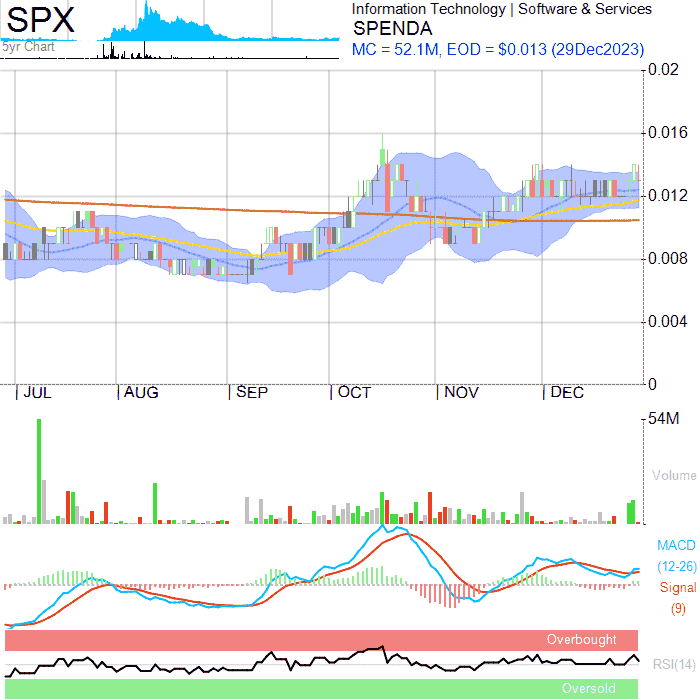 SPX
5yr Chart
Information Technology | Software & Services
SPENDA
MC = 52.1M, EOD = $0.013 (29Dec2023)
0.02
0.016
0.012
0.008
0.004
0
JUL AUG SEP OCT NOV DEC
54M
Volume
MACD
(12-26)
Signal
(9)
Overbought
RSI(14)
Oversold